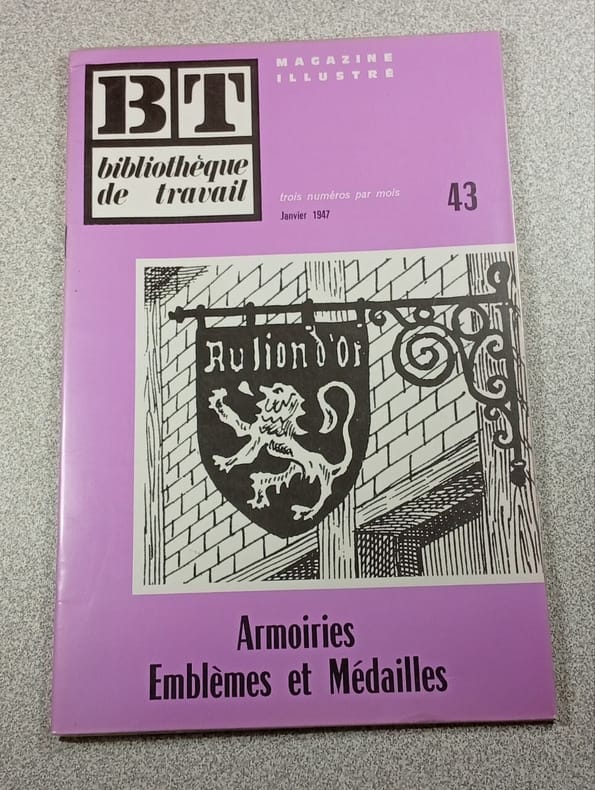 MAGAZINE
ILLUSTRÉ
BT
bibliothèque
de travail
trois numéros par mois
Janvier 1947
43
Au lion d'Or
Armoiries
Emblèmes et Médailles